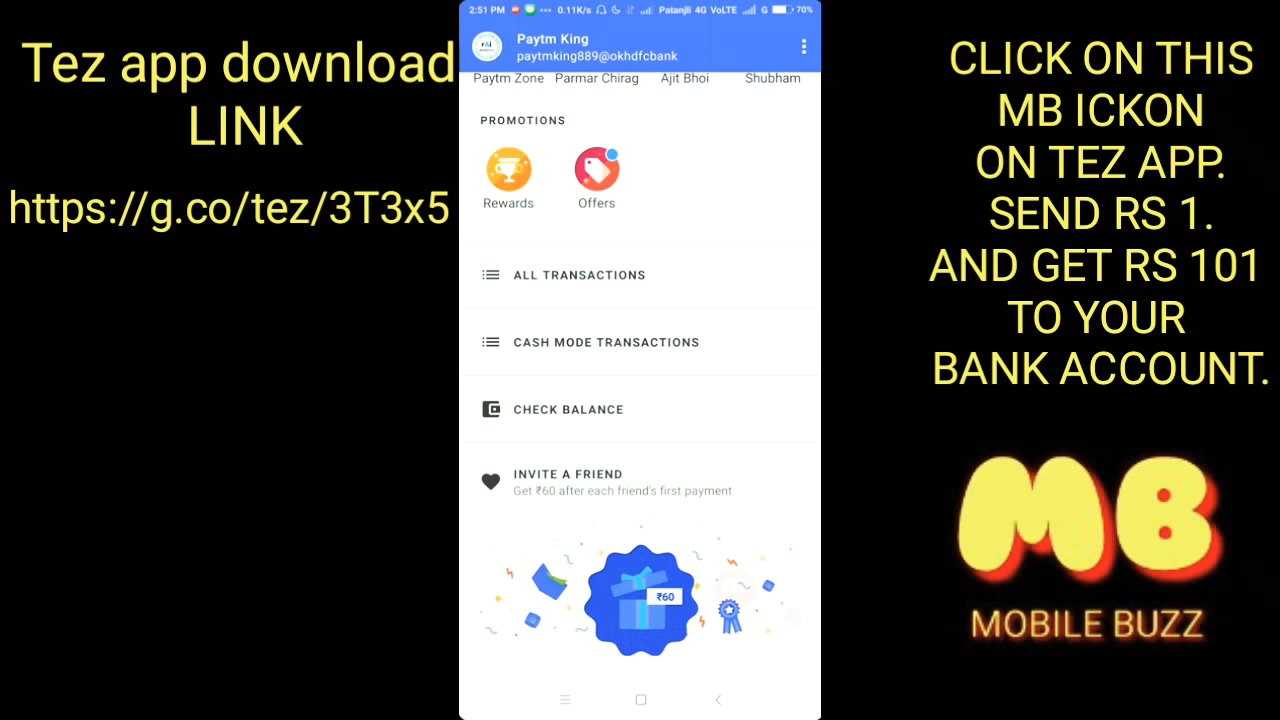 Tez app download
LINK
https://g.co/tez/3T3x5
2:51 PM 0.11K/s Patanjli 4G VoLTE G 70%
Paytm King
paytmking889@okhdfcbank
Paytm Zone Parmar Chirag Ajit Bhoi Shubham
PROMOTIONS
Rewards Offers
ALL TRANSACTIONS
CASH MODE TRANSACTIONS
CHECK BALANCE
INVITE A FRIEND
Get ₹60 after each friend's first payment
₹60
CLICK ON THIS
MB ICKON
ON TEZ APP.
SEND RS 1.
AND GET RS 101
TO YOUR
BANK ACCOUNT.
MB
MOBILE BUZZ